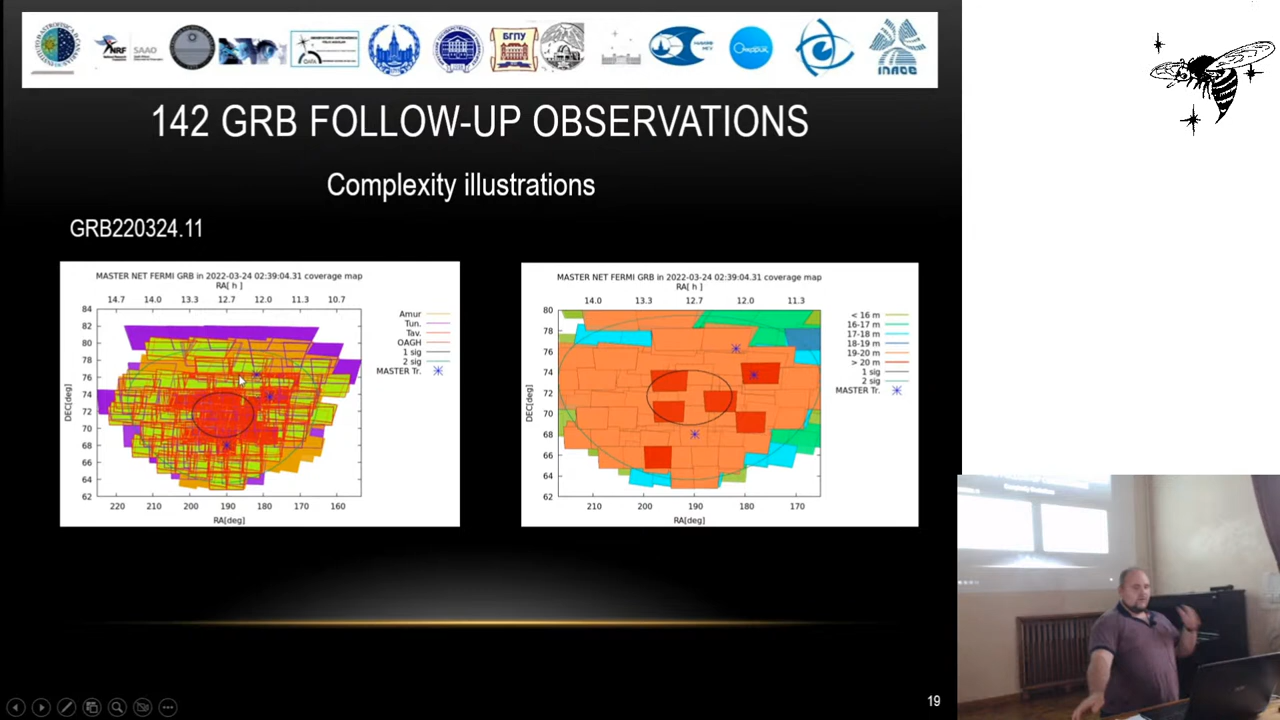 NRF
SAAO
OAFA
БГПУ
МГУ
INAOE
142 GRB FOLLOW-UP OBSERVATIONS
Complexity illustrations
GRB220324.11
MASTER NET FERMI GRB in 2022-03-24 02:39:04.31 coverage map
RA[ h ]
14.7 14.0 13.3 12.7 12.0 11.3 10.7
84
82
80
78
76
74
72
70
68
66
64
62
DEC[deg]
220 210 200 190 180 170 160
RA[deg]
Amur
Tun.
Tav.
OAGH
1 sig
2 sig
MASTER Tr.
MASTER NET FERMI GRB in 2022-03-24 02:39:04.31 coverage map
RA[ h ]
14.0 13.3 12.7 12.0 11.3
80
78
76
74
72
70
68
66
64
62
DEC[deg]
210 200 190 180 170
RA[deg]
< 16 m
16-17 m
17-18 m
18-19 m
19-20 m
> 20 m
1 sig
2 sig
MASTER Tr.
19